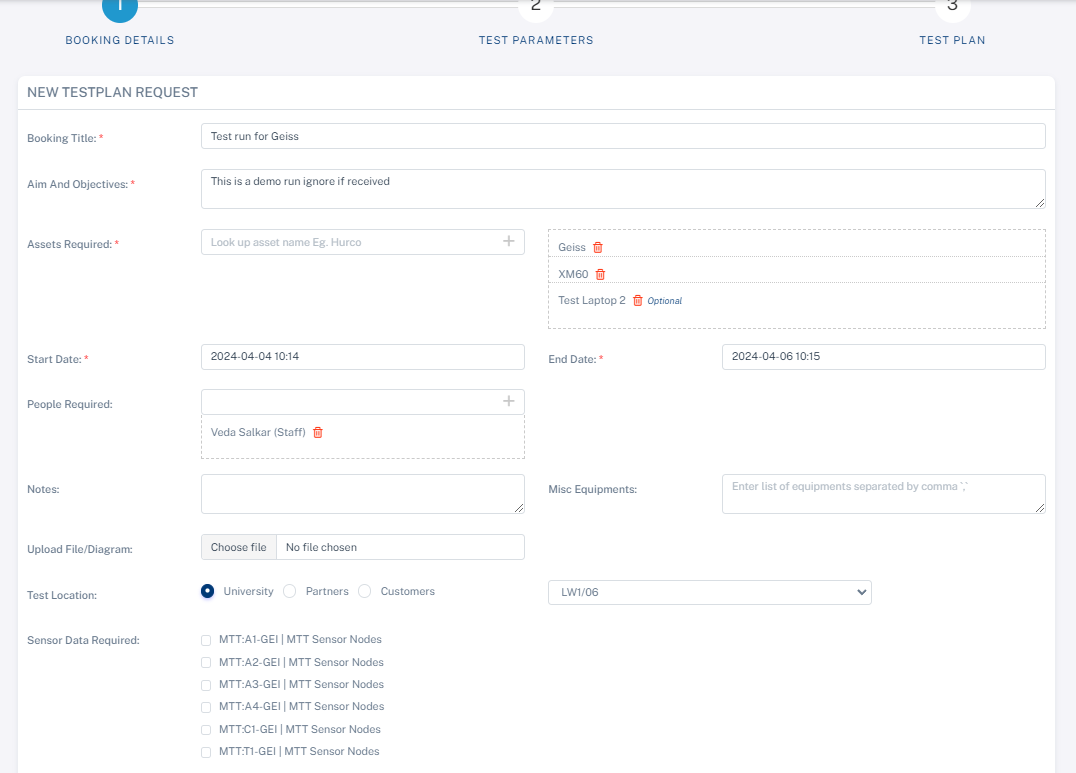 1 2 3
BOOKING DETAILS TEST PARAMETERS TEST PLAN
NEW TESTPLAN REQUEST
Booking Title: * Test run for Geiss
Aim And Objectives: * This is a demo run ignore if received
Assets Required: * Look up asset name Eg. Hurco +
Geiss
XM60
Test Laptop 2 Optional
Start Date: * 2024-04-04 10:14 End Date: * 2024-04-06 10:15
People Required: +
Veda Salkar (Staff)
Notes: Misc Equipments: Enter list of equipments separated by comma `,`
Upload File/Diagram: Choose file No file chosen
Test Location: University Partners Customers LW1/06
Sensor Data Required: MTT:A1-GEI | MTT Sensor Nodes
MTT:A2-GEI | MTT Sensor Nodes
MTT:A3-GEI | MTT Sensor Nodes
MTT:A4-GEI | MTT Sensor Nodes
MTT:C1-GEI | MTT Sensor Nodes
MTT:T1-GEI | MTT Sensor Nodes